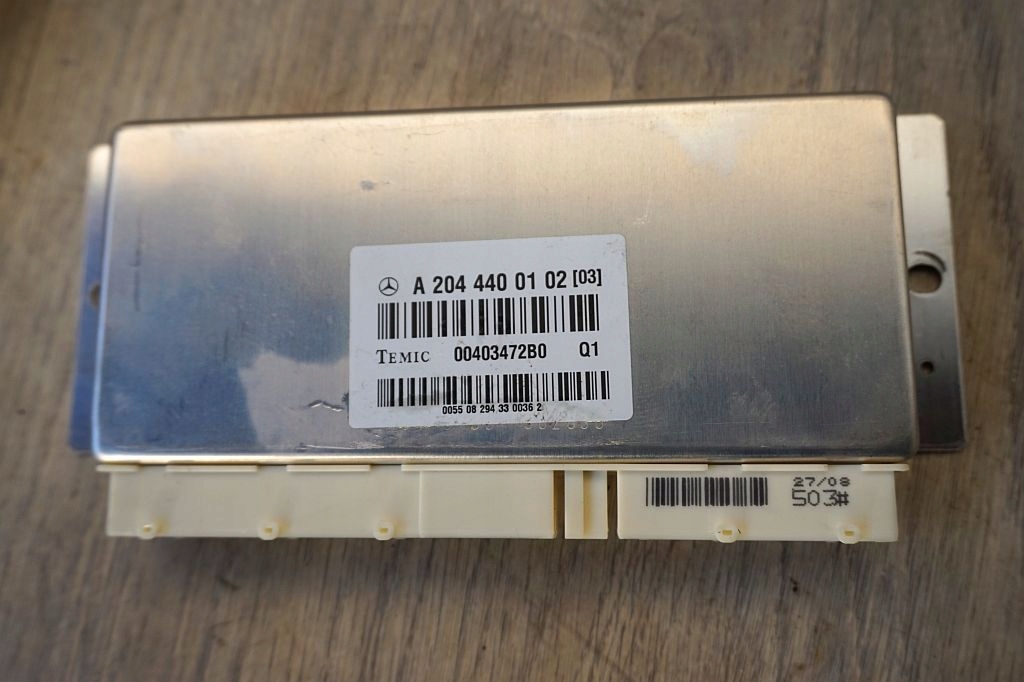 A 204 440 01 02 [03]
TEMIC 00403472B0 Q1
0055 08 294 33 0036 2
27/08
503#